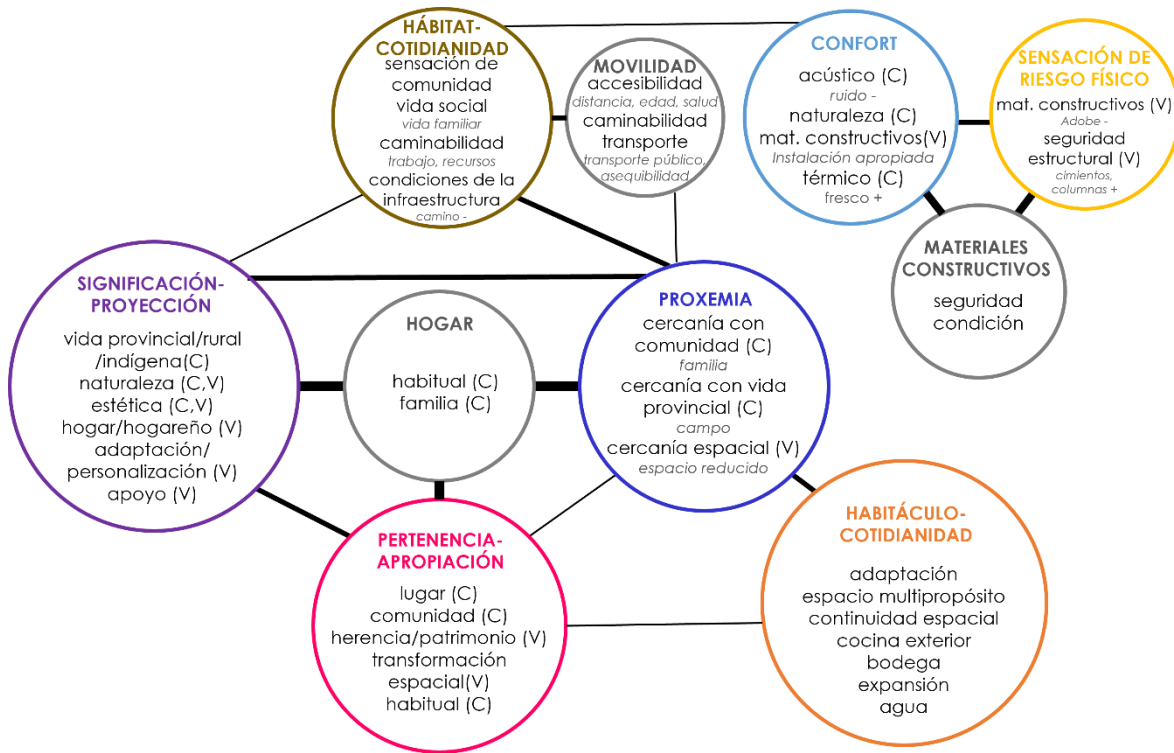 HÁBITAT-
COTIDIANIDAD
sensación de
comunidad
vida social
vida familiar
caminabilidad
trabajo, recursos
condiciones de la
infraestructura
camino -
MOVILIDAD
accesibilidad
distancia, edad, salud
caminabilidad
transporte
transporte público,
asequibilidad
CONFORT
acústico (C)
ruido -
naturaleza (C)
mat. constructivos(V)
Instalación apropiada
térmico (C)
fresco +
SENSACIÓN DE
RIESGO FÍSICO
mat. constructivos (V)
Adobe -
seguridad
estructural (V)
cimientos,
columnas +
MATERIALES
CONSTRUCTIVOS
seguridad
condición
SIGNIFICACIÓN-
PROYECCIÓN
vida provincial/rural
/indígena(C)
naturaleza (C,V)
estética (C,V)
hogar/hogareño (V)
adaptación/
personalización (V)
apoyo (V)
HOGAR
habitual (C)
familia (C)
PROXEMIA
cercanía con
comunidad (C)
familia
cercanía con vida
provincial (C)
campo
cercanía espacial (V)
espacio reducido
PERTENENCIA-
APROPIACIÓN
lugar (C)
comunidad (C)
herencia/patrimonio (V)
transformación
espacial(V)
habitual (C)
HABITÁCULO-
COTIDIANIDAD
adaptación
espacio multipropósito
continuidad espacial
cocina exterior
bodega
expansión
agua